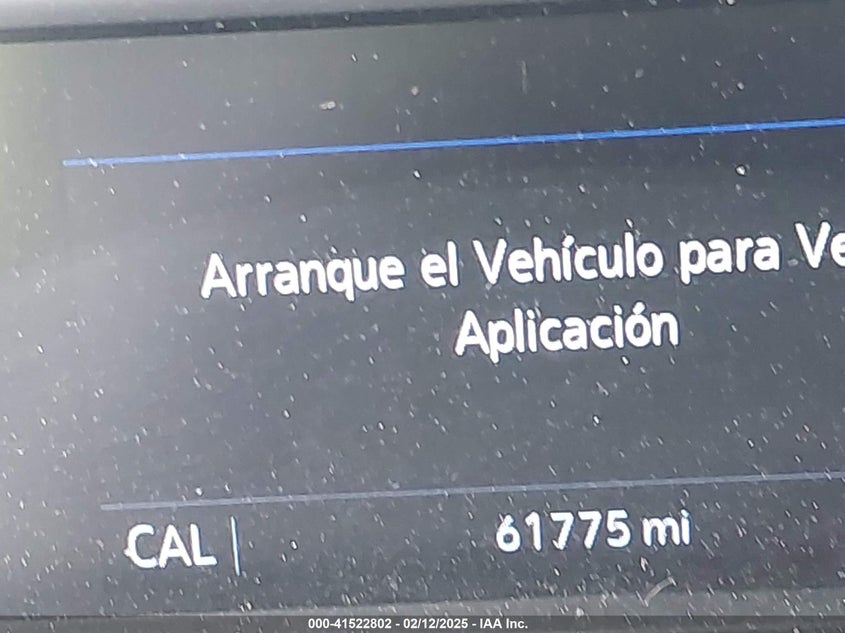 Arranque el Vehículo para Ve
Aplicación
CAL | 61775 mi
000-41522802 - 02/12/2025 - IAA Inc.